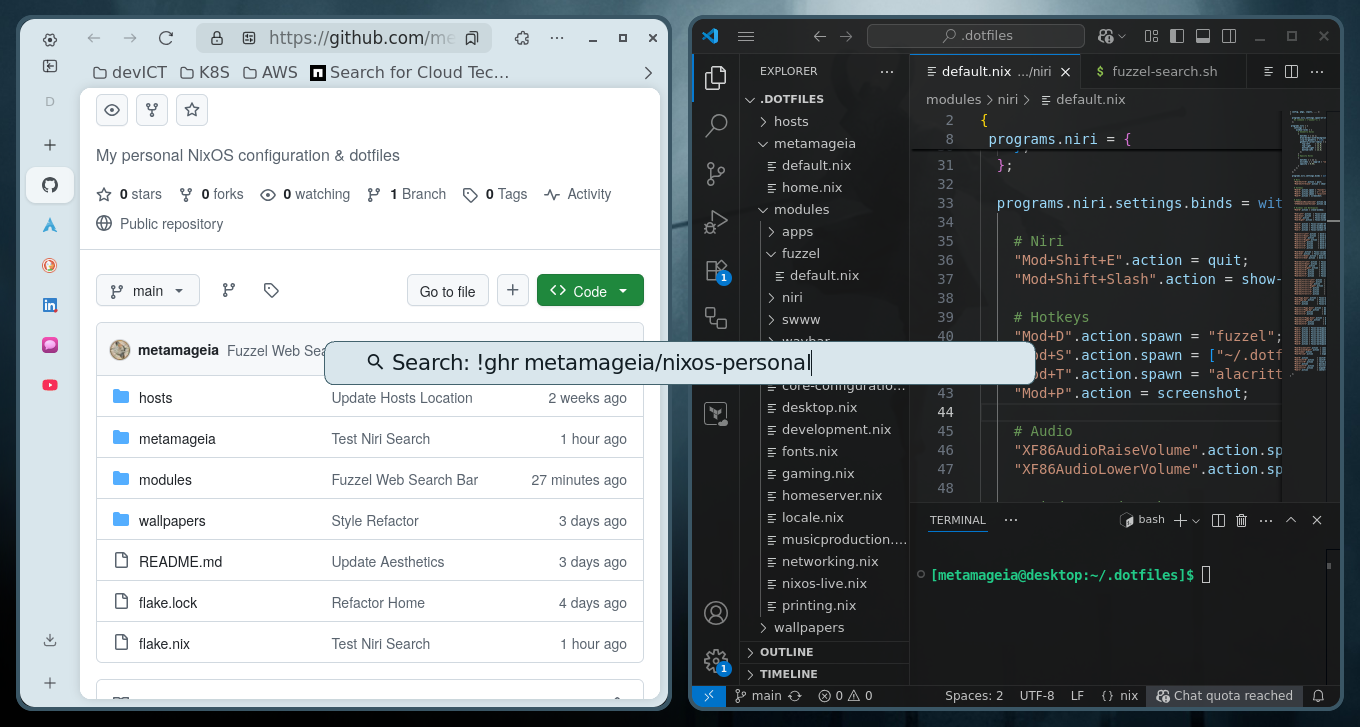 https://github.com/me
devICT
K8S
AWS
Search for Cloud Tec…
D
My personal NixOS configuration & dotfiles
0 stars
0 forks
0 watching
1 Branch
0 Tags
Activity
Public repository
main
Go to file
Code
metamageia Fuzzel Web Sea
hosts Update Hosts Location 2 weeks ago
metamageia Test Niri Search 1 hour ago
modules Fuzzel Web Search Bar 27 minutes ago
wallpapers Style Refactor 3 days ago
README.md Update Aesthetics 3 days ago
flake.lock Refactor Home 4 days ago
flake.nix Test Niri Search 1 hour ago
Search: !ghr metamageia/nixos-personal
.dotfiles
EXPLORER
.DOTFILES
hosts
metamageia
default.nix
home.nix
modules
apps
fuzzel
default.nix
niri
swww
desktop.nix
development.nix
fonts.nix
gaming.nix
homeserver.nix
locale.nix
musicproduction.…
networking.nix
nixos-live.nix
printing.nix
wallpapers
OUTLINE
TIMELINE
1
1
default.nix …/niri
$ fuzzel-search.sh
modules > niri > default.nix
2 {
8 programs.niri = {
31 };
32
33 programs.niri.settings.binds = wit
34
35 # Niri
36 "Mod+Shift+E".action = quit;
37 "Mod+Shift+Slash".action = show-
38
39 # Hotkeys
40 "Mod+D".action.spawn = "fuzzel";
Mod+S".action.spawn = ["~/.dotf
Mod+T".action.spawn = "alacritt
43 "Mod+P".action = screenshot;
44
45 # Audio
46 "XF86AudioRaiseVolume".action.sp
47 "XF86AudioLowerVolume".action.sp
48
TERMINAL
bash
[metamageia@desktop:~/.dotfiles]$
main
0
0
Spaces: 2
UTF-8
LF
{} nix
Chat quota reached